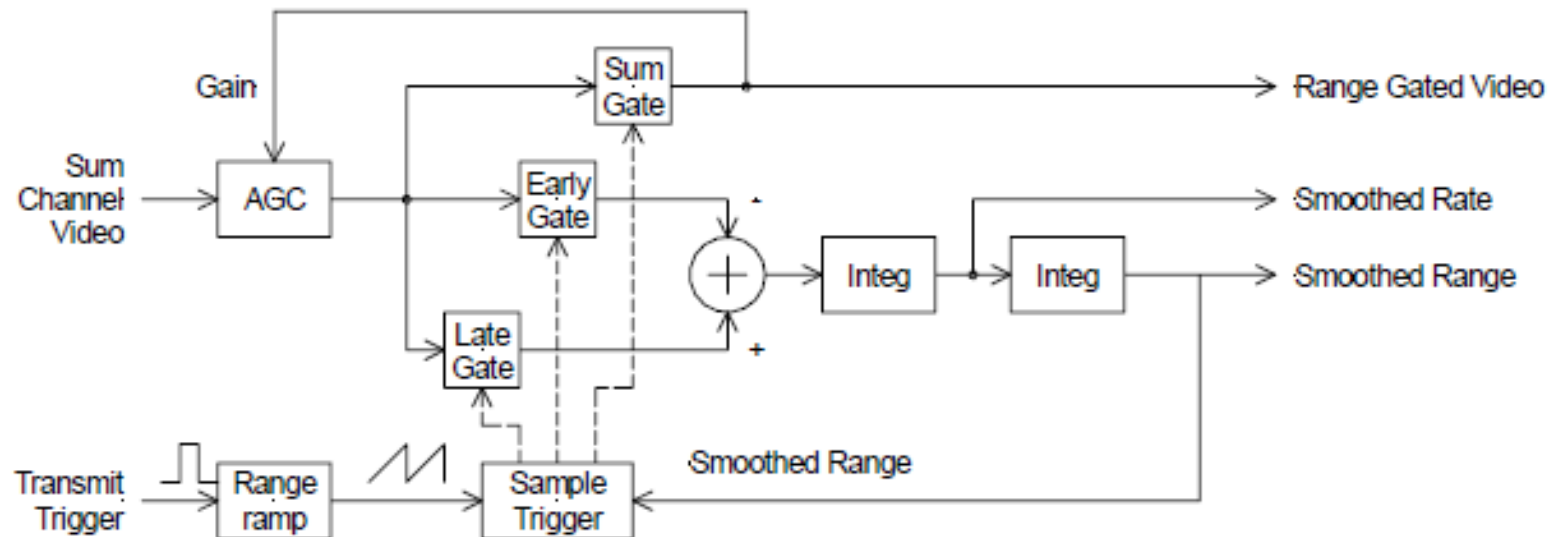 Gain
Sum
Gate
Range Gated Video
Sum
Channel
Video
AGC
Early
Gate
-
Smoothed Rate
+
Integ
Integ
Smoothed Range
Late
Gate
+
Transmit
Trigger
Range
ramp
Sample
Trigger
Smoothed Range